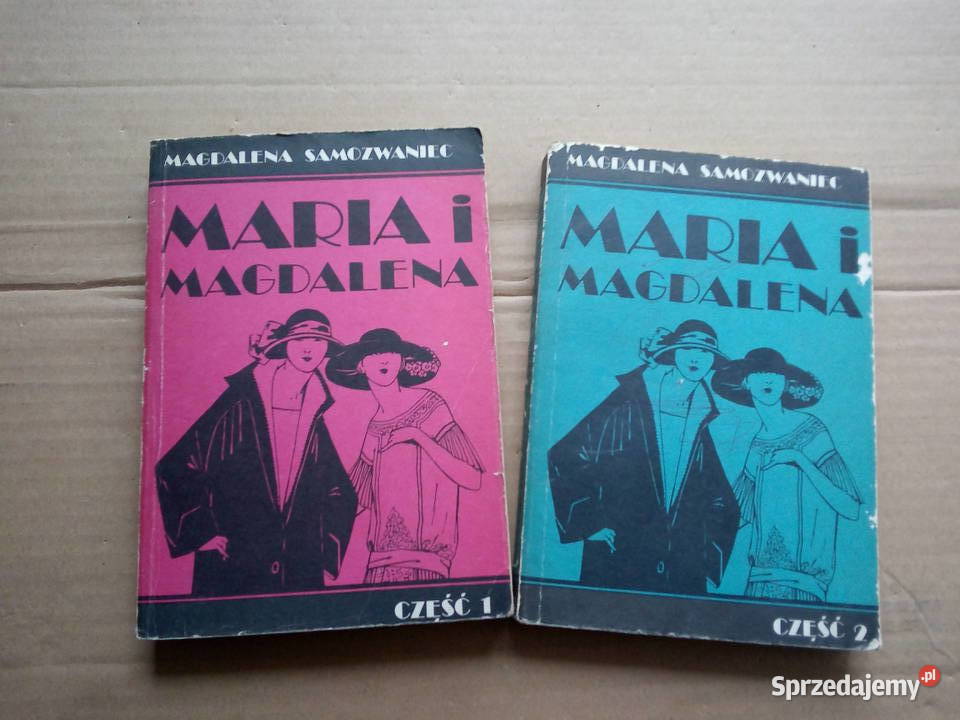 MAGDALENA SAMOZWANIEC
MARIA i
MAGDALENA
CZĘŚĆ 1
MAGDALENA SAMOZWANIEC
MARIA i
MAGDALENA
CZĘŚĆ 2
Sprzedajemy.pl